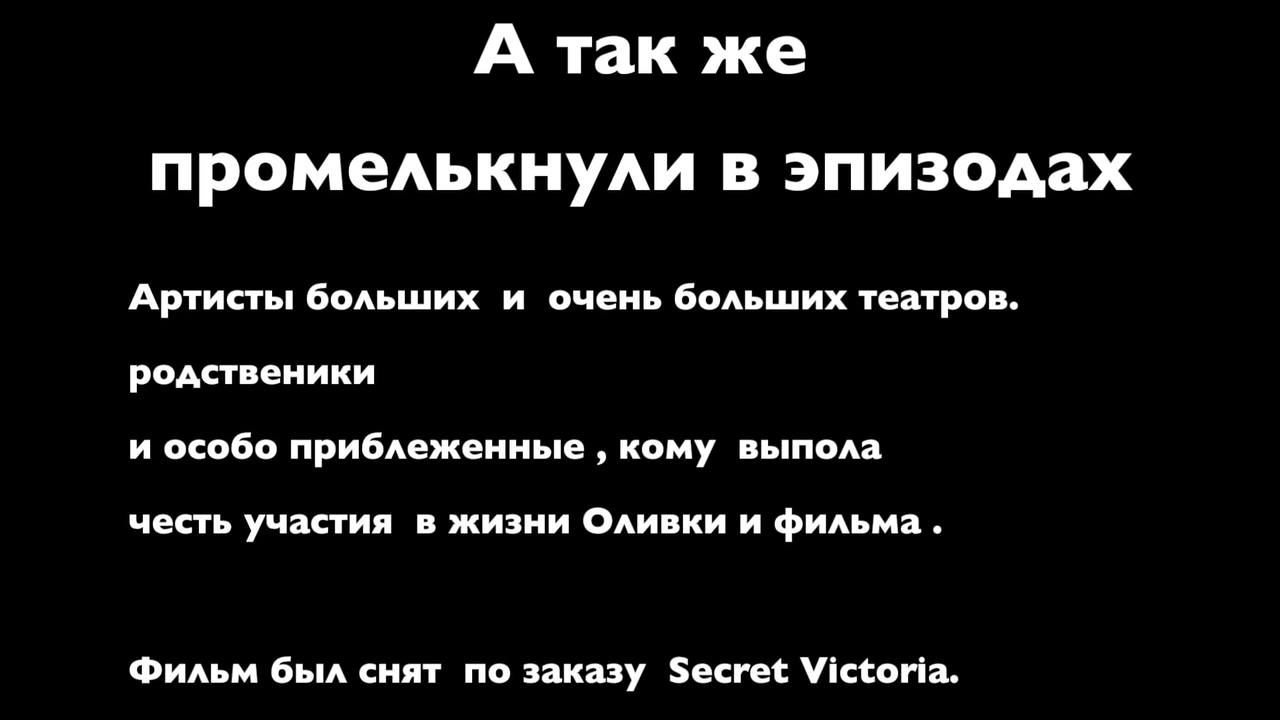 А так же
промелькнули в эпизодах
Артисты больших и очень больших театров.
родственики
и особо приблеженные , кому выпола
честь участия в жизни Оливки и фильма .
Фильм был снят по заказу Secret Victoria.